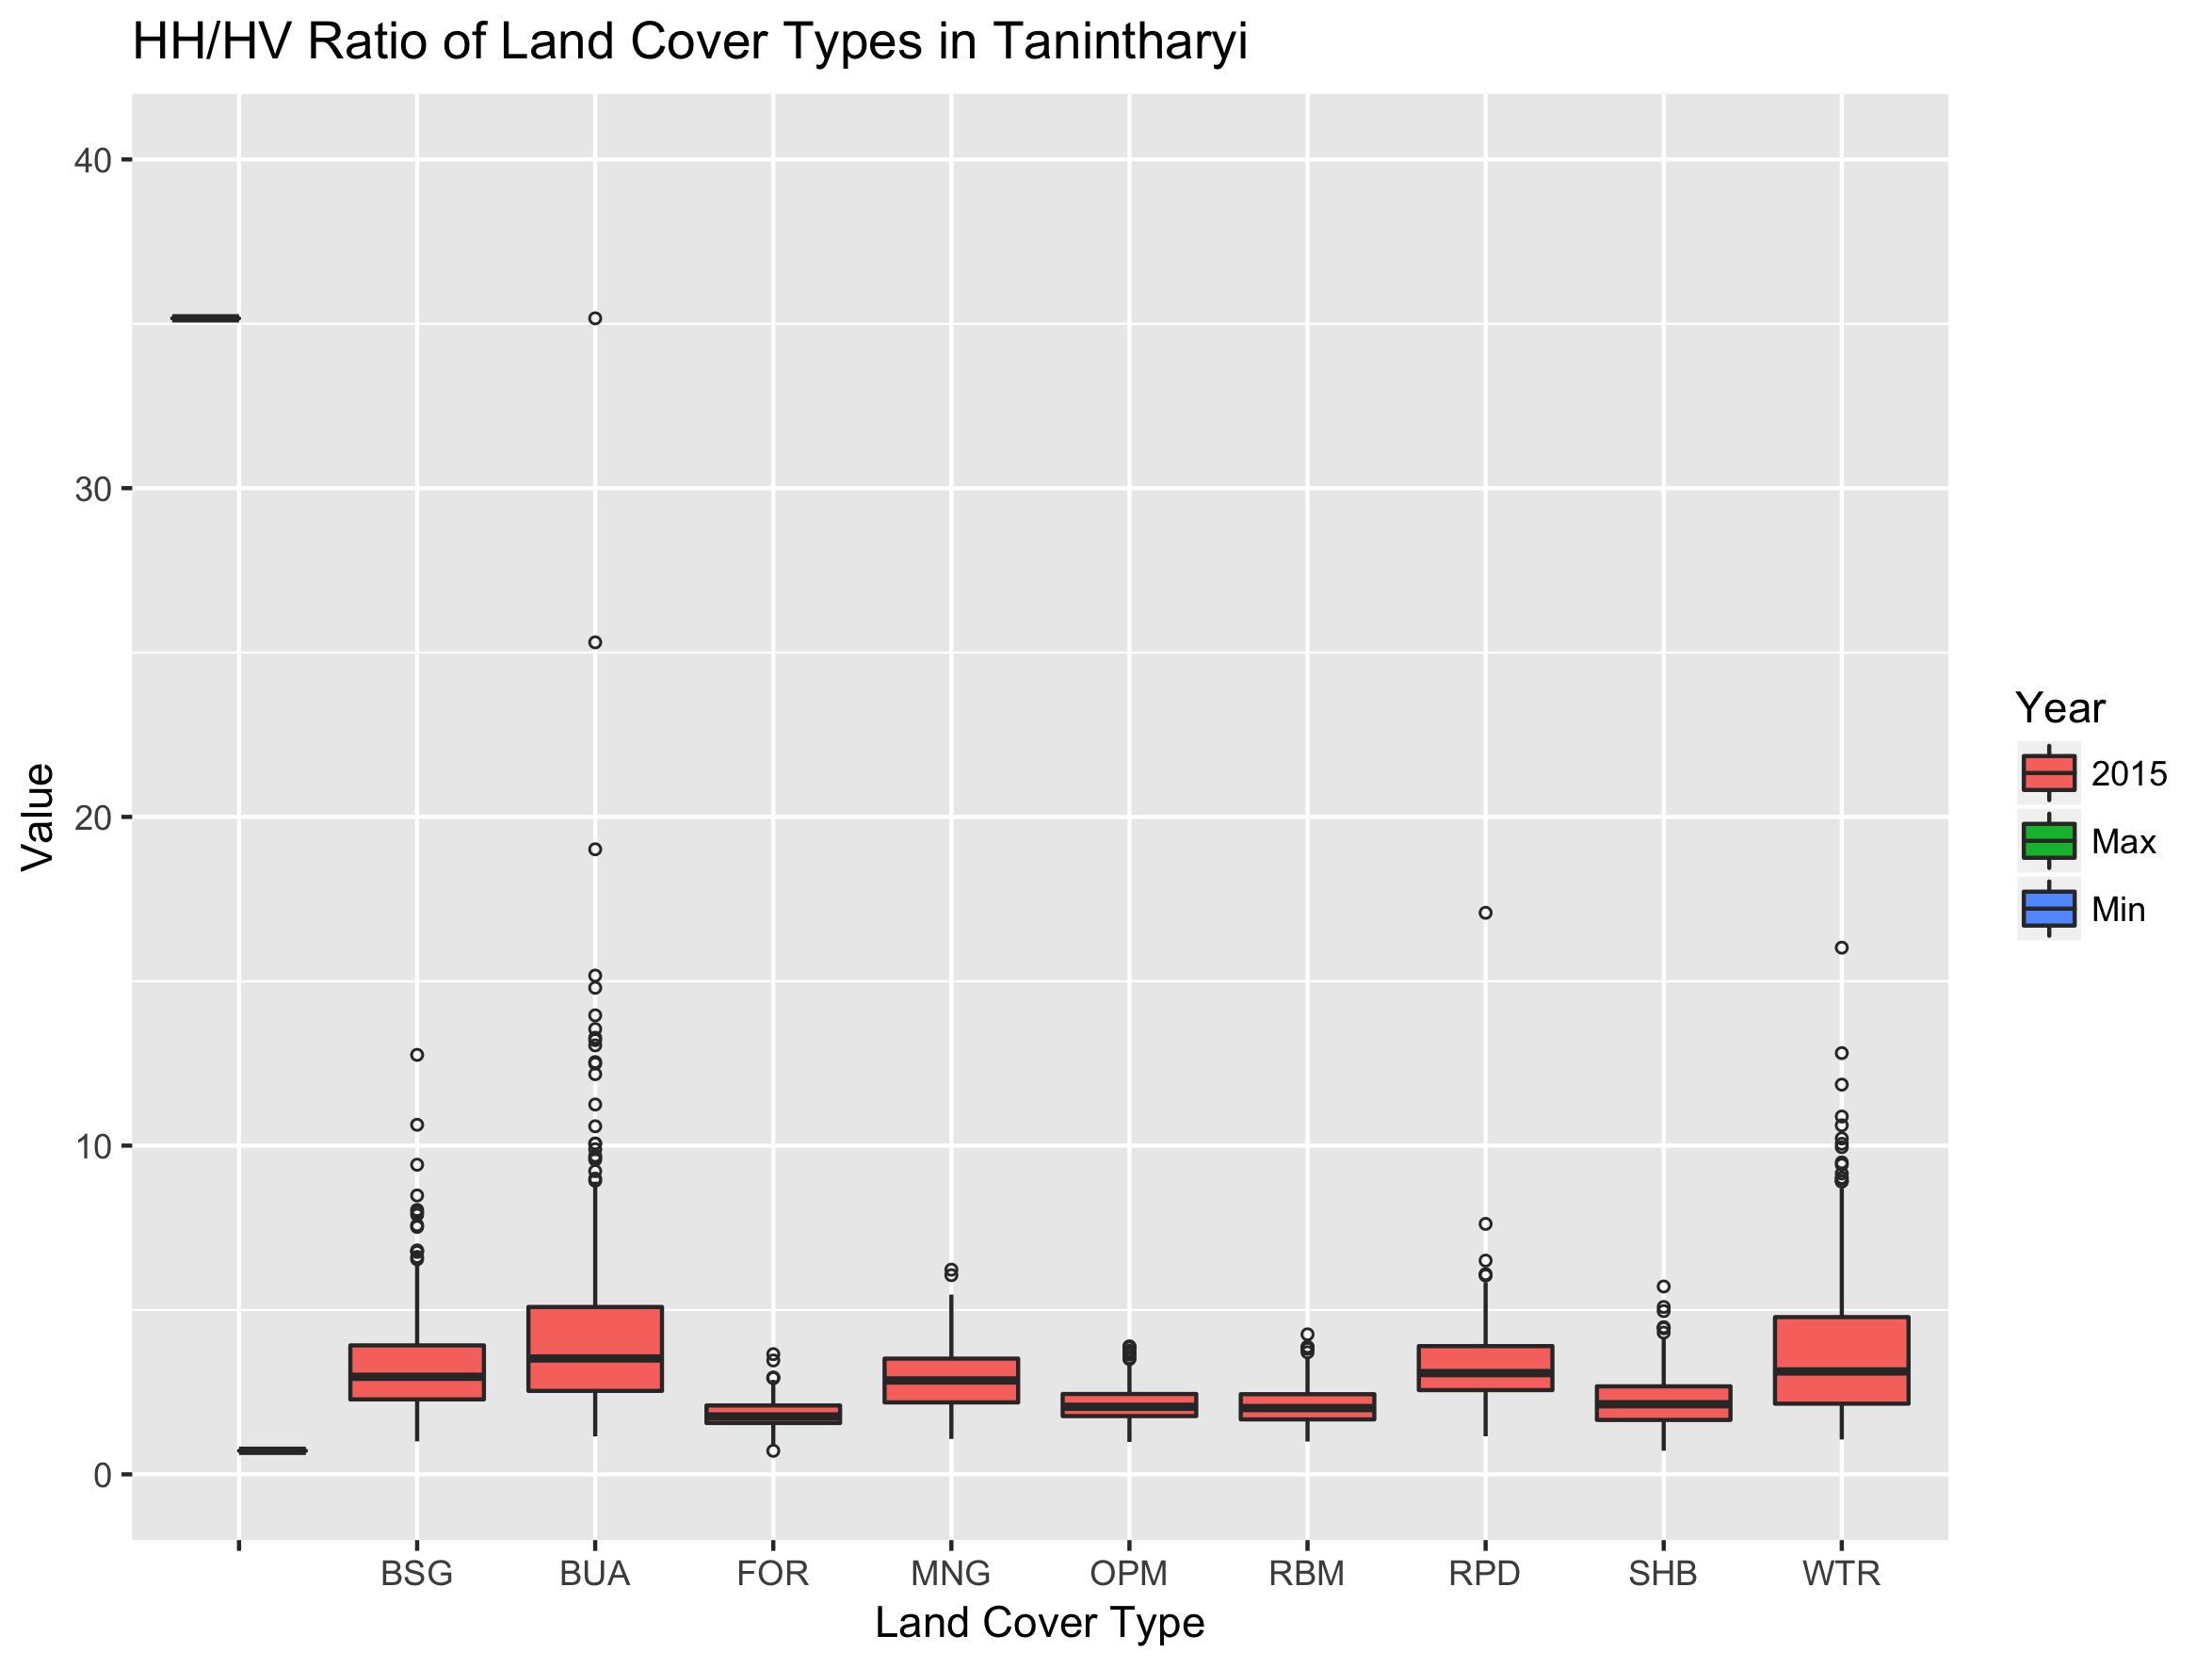 HH/HV Ratio of Land Cover Types in Tanintharyi
40
30
20
10
0
Value
BSG BUA FOR MNG OPM RBM RPD SHB WTR
Land Cover Type
Year
2015
Max
Min